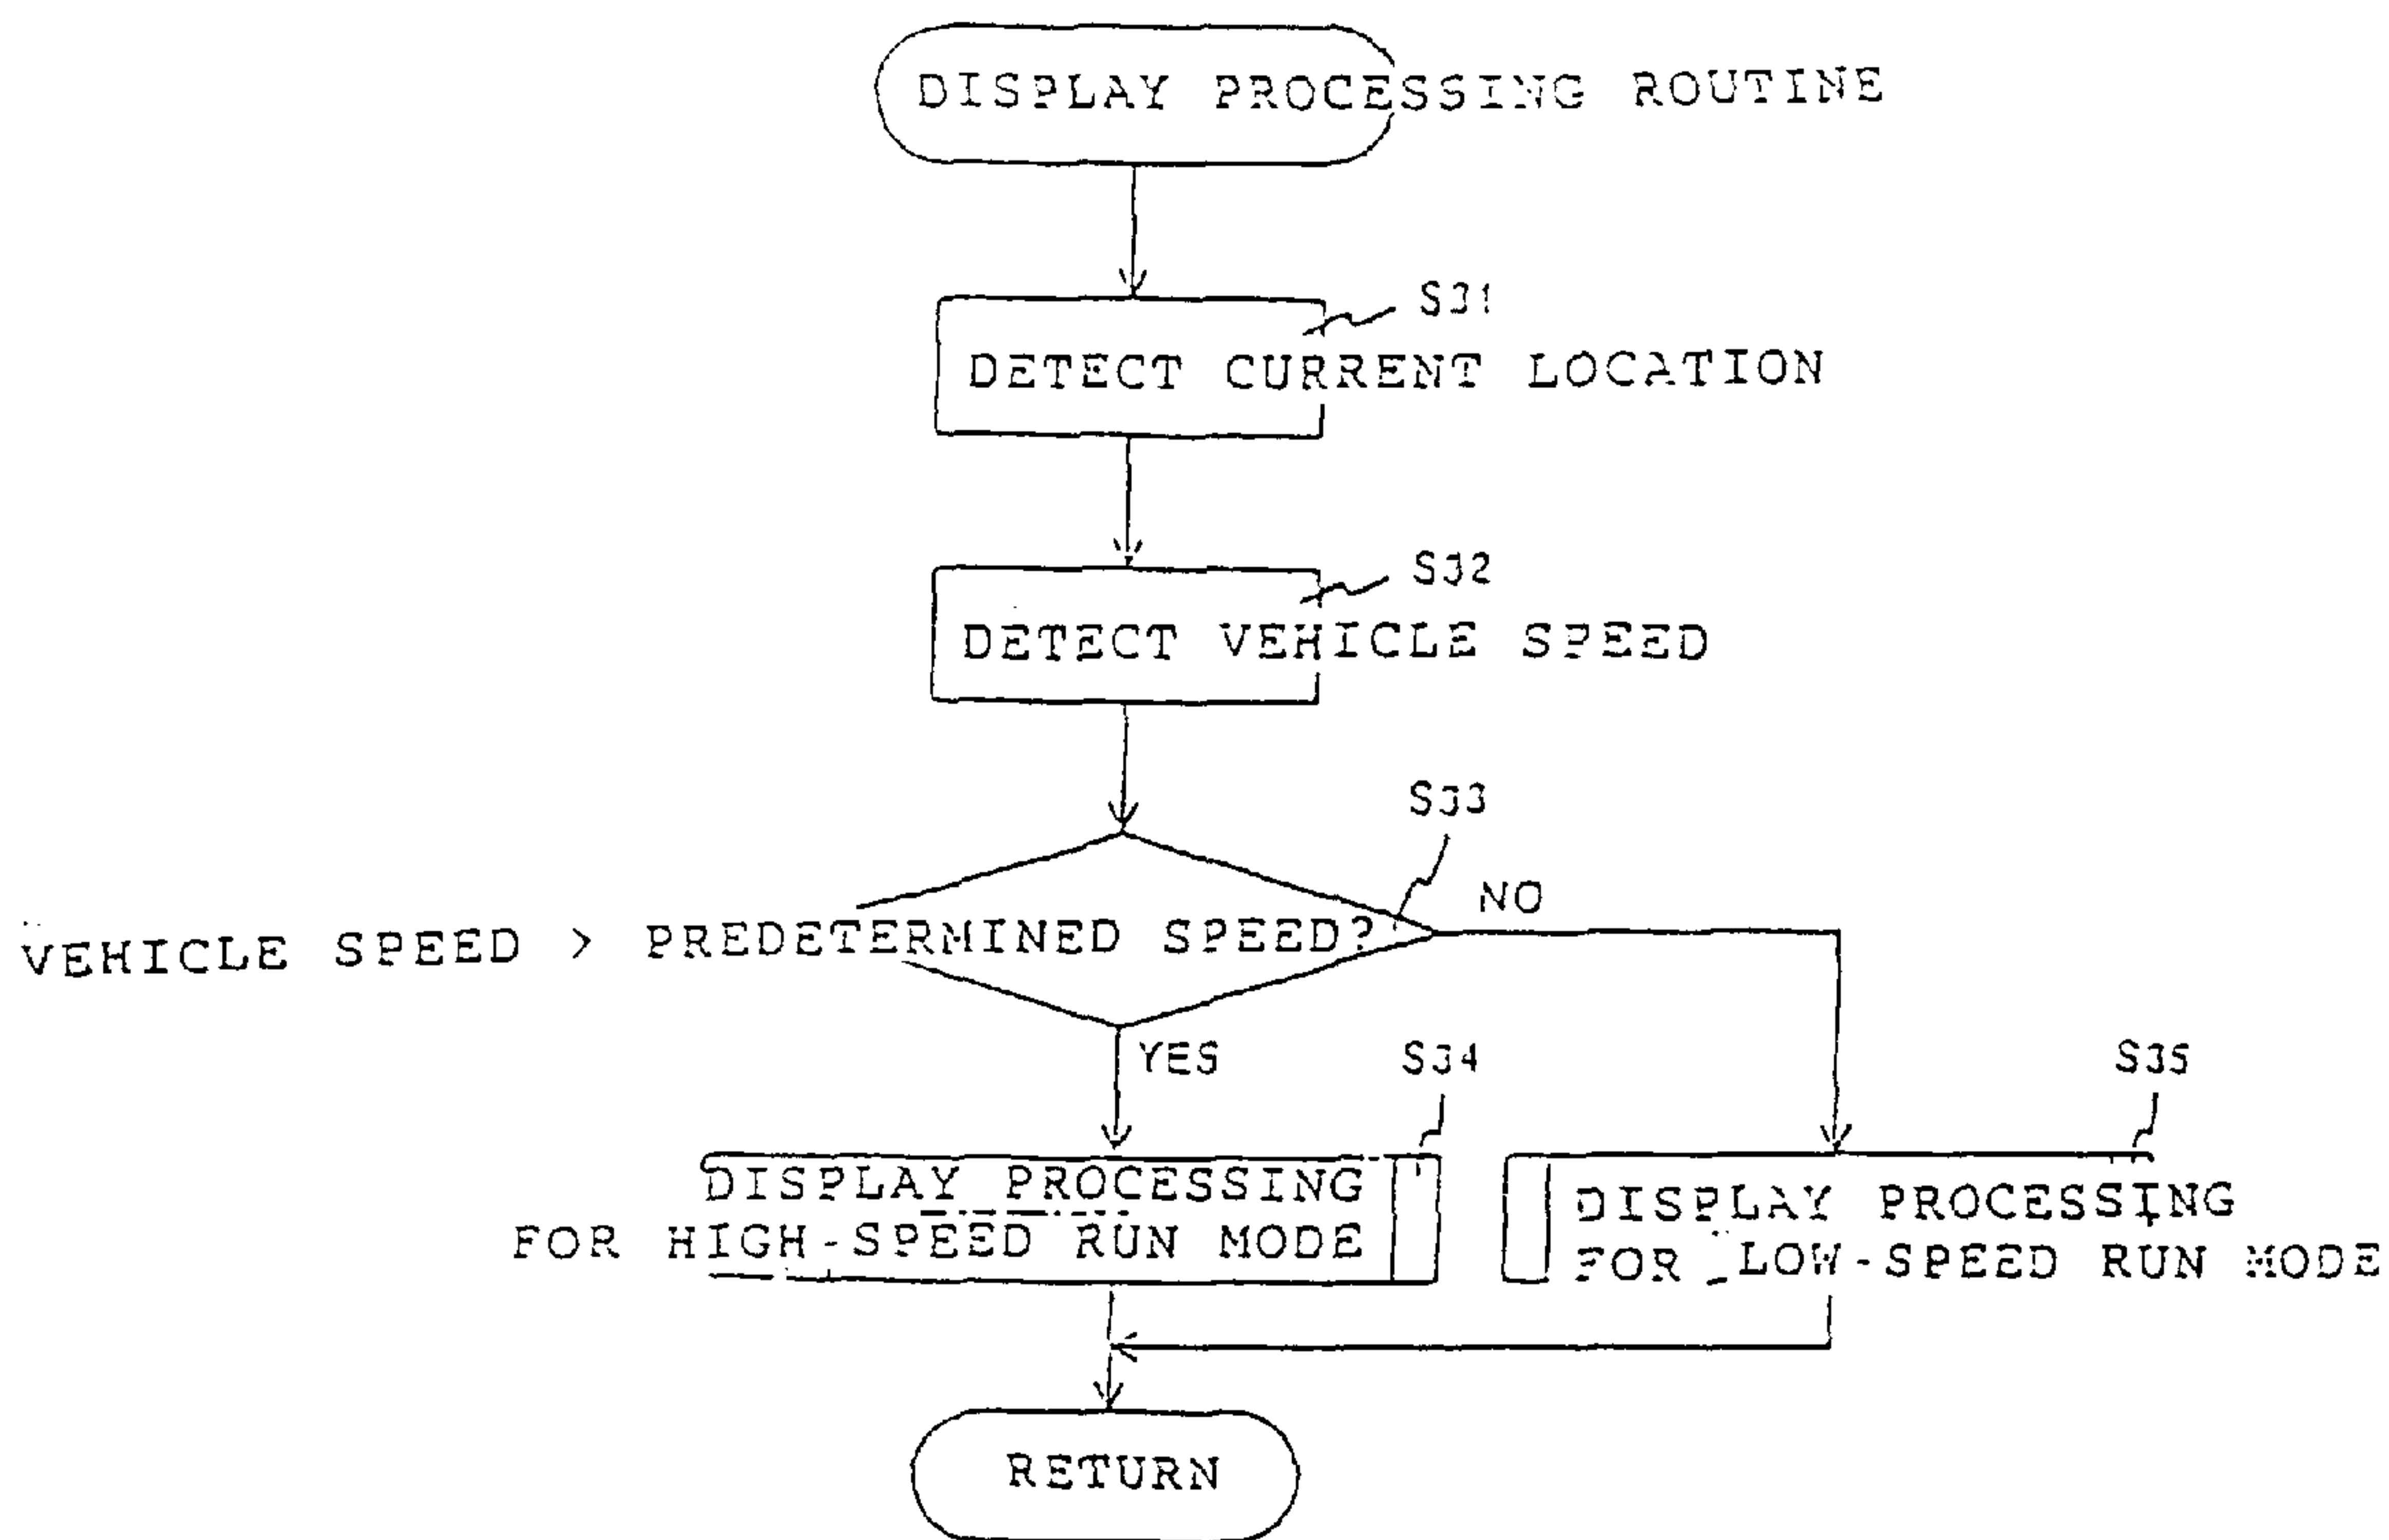 DISPLAY PROCESSING ROUTINE
S31
DETECT CURRENT LOCATION
S32
DETECT VEHICLE SPEED
S33
VEHICLE SPEED > PREDETERMINED SPEED?
NO
YES
S34
S35
DISPLAY PROCESSING
FOR HIGH-SPEED RUN MODE
DISPLAY PROCESSING
FOR LOW-SPEED RUN MODE
RETURN